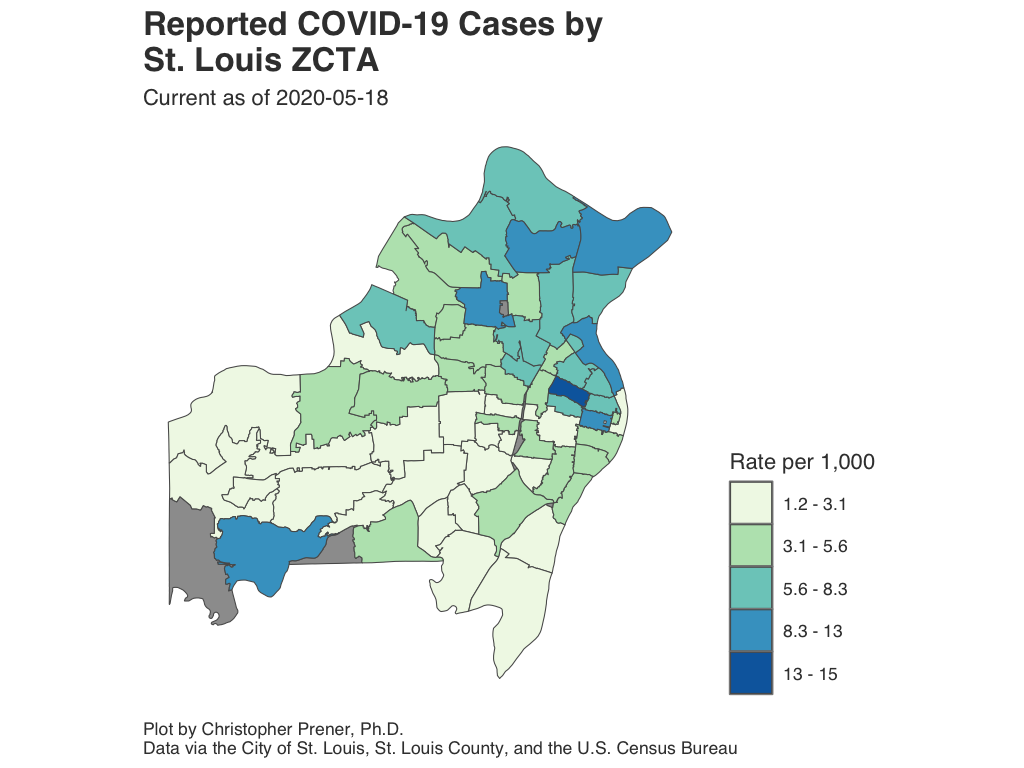 Reported COVID-19 Cases by
St. Louis ZCTA
Current as of 2020-05-18
Rate per 1,000
1.2 - 3.1
3.1 - 5.6
5.6 - 8.3
8.3 - 13
13 - 15
Plot by Christopher Prener, Ph.D.
Data via the City of St. Louis, St. Louis County, and the U.S. Census Bureau